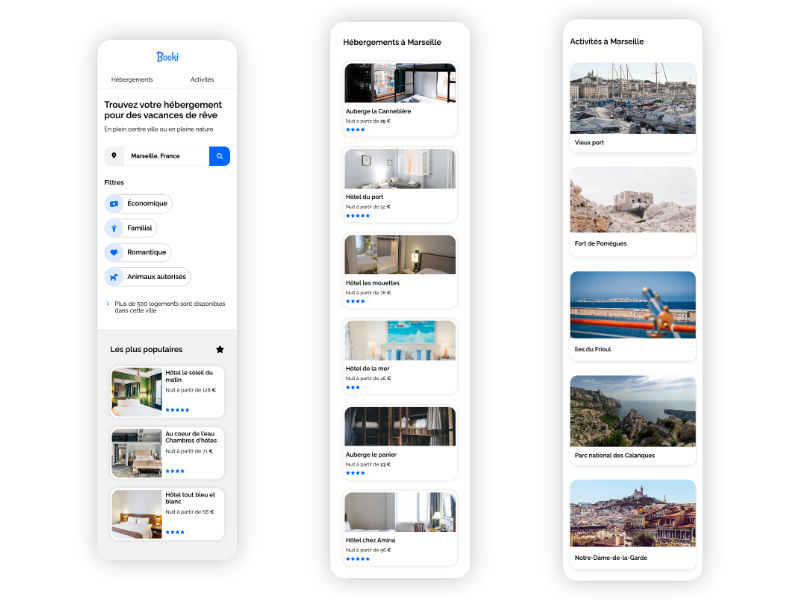 Booki
Hébergements
Activités
Trouvez votre hébergement
pour des vacances de rêve
En plein centre ville ou en pleine nature
Marseille, France
Filtres
Économique
Familial
Romantique
Animaux autorisés
Plus de 500 logements sont disponibles
dans cette ville
Les plus populaires
Hôtel le soleil du
matin
Nuit à partir de 128 €
Au coeur de l'eau
Chambres d'hôtes
Nuit à partir de 71 €
Hôtel tout bleu et
blanc
Nuit à partir de 68 €
Hébergements à Marseille
Auberge la Cannebière
Nuit à partir de 25 €
Hôtel du port
Nuit à partir de 52 €
Hôtel les mouettes
Nuit à partir de 76 €
Hôtel de la mer
Nuit à partir de 46 €
Auberge le panier
Nuit à partir de 23 €
Hôtel chez Amina
Nuit à partir de 96 €
Activités à Marseille
Vieux port
Fort de Pomègues
Iles du Frioul
Parc national des Calanques
Notre-Dame-de-la-Garde